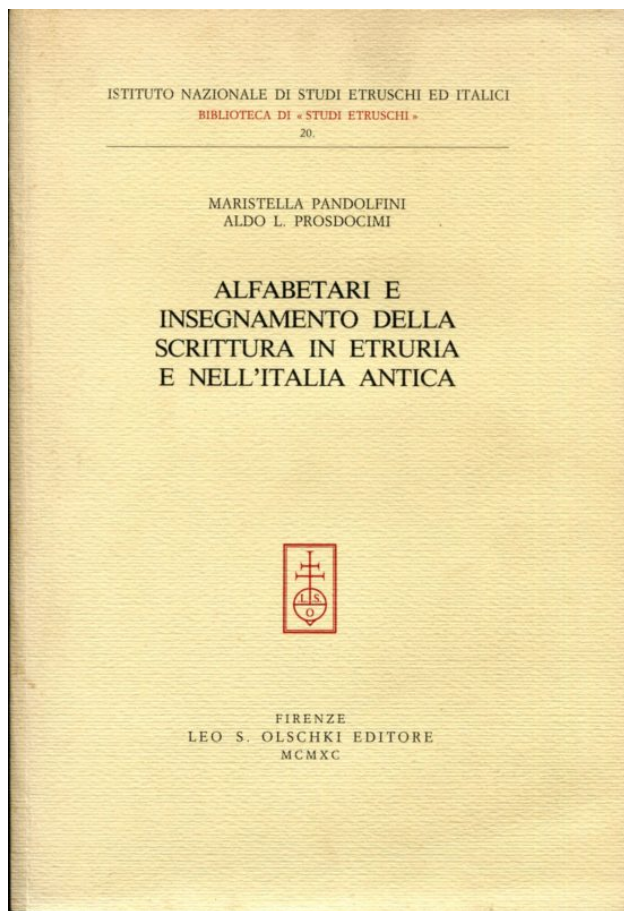 ISTITUTO NAZIONALE DI STUDI ETRUSCHI ED ITALICI
BIBLIOTECA DI « STUDI ETRUSCHI »
20.
MARISTELLA PANDOLFINI
ALDO L. PROSDOCIMI
ALFABETARI E
INSEGNAMENTO DELLA
SCRITTURA IN ETRURIA
E NELL'ITALIA ANTICA
L S
O
FIRENZE
LEO S. OLSCHKI EDITORE
MCMXC